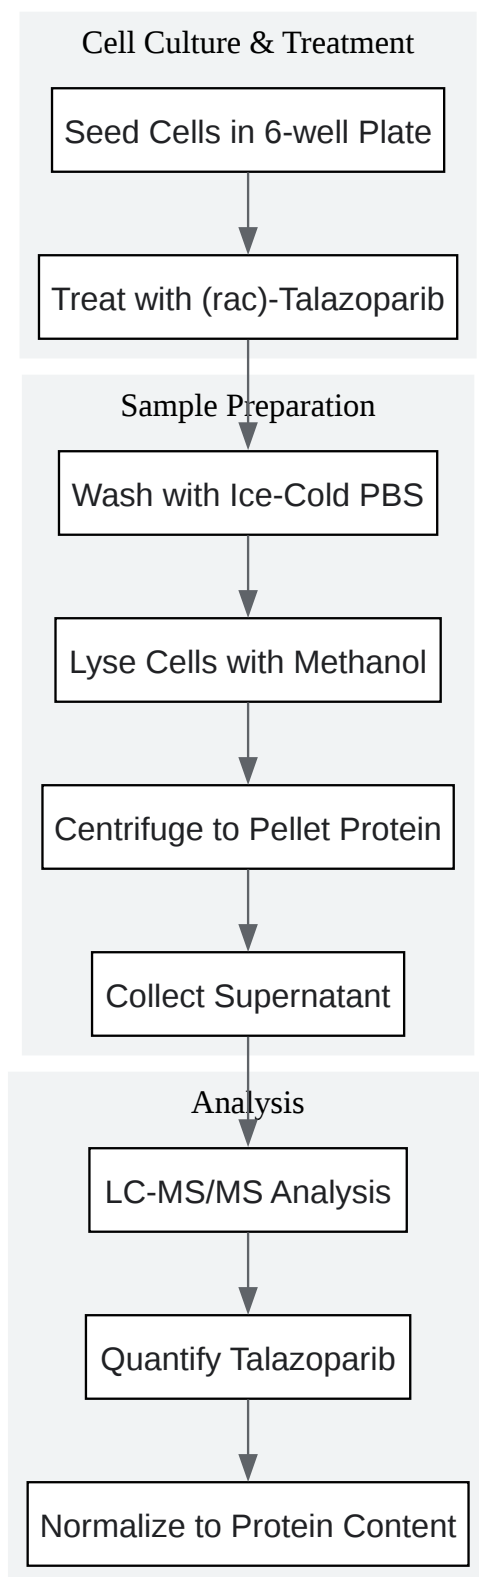 Cell Culture & Treatment
Seed Cells in 6-well Plate
Treat with (rac)-Talazoparib
Sample Preparation
Wash with Ice-Cold PBS
Lyse Cells with Methanol
Centrifuge to Pellet Protein
Collect Supernatant
Analysis
LC-MS/MS Analysis
Quantify Talazoparib
Normalize to Protein Content